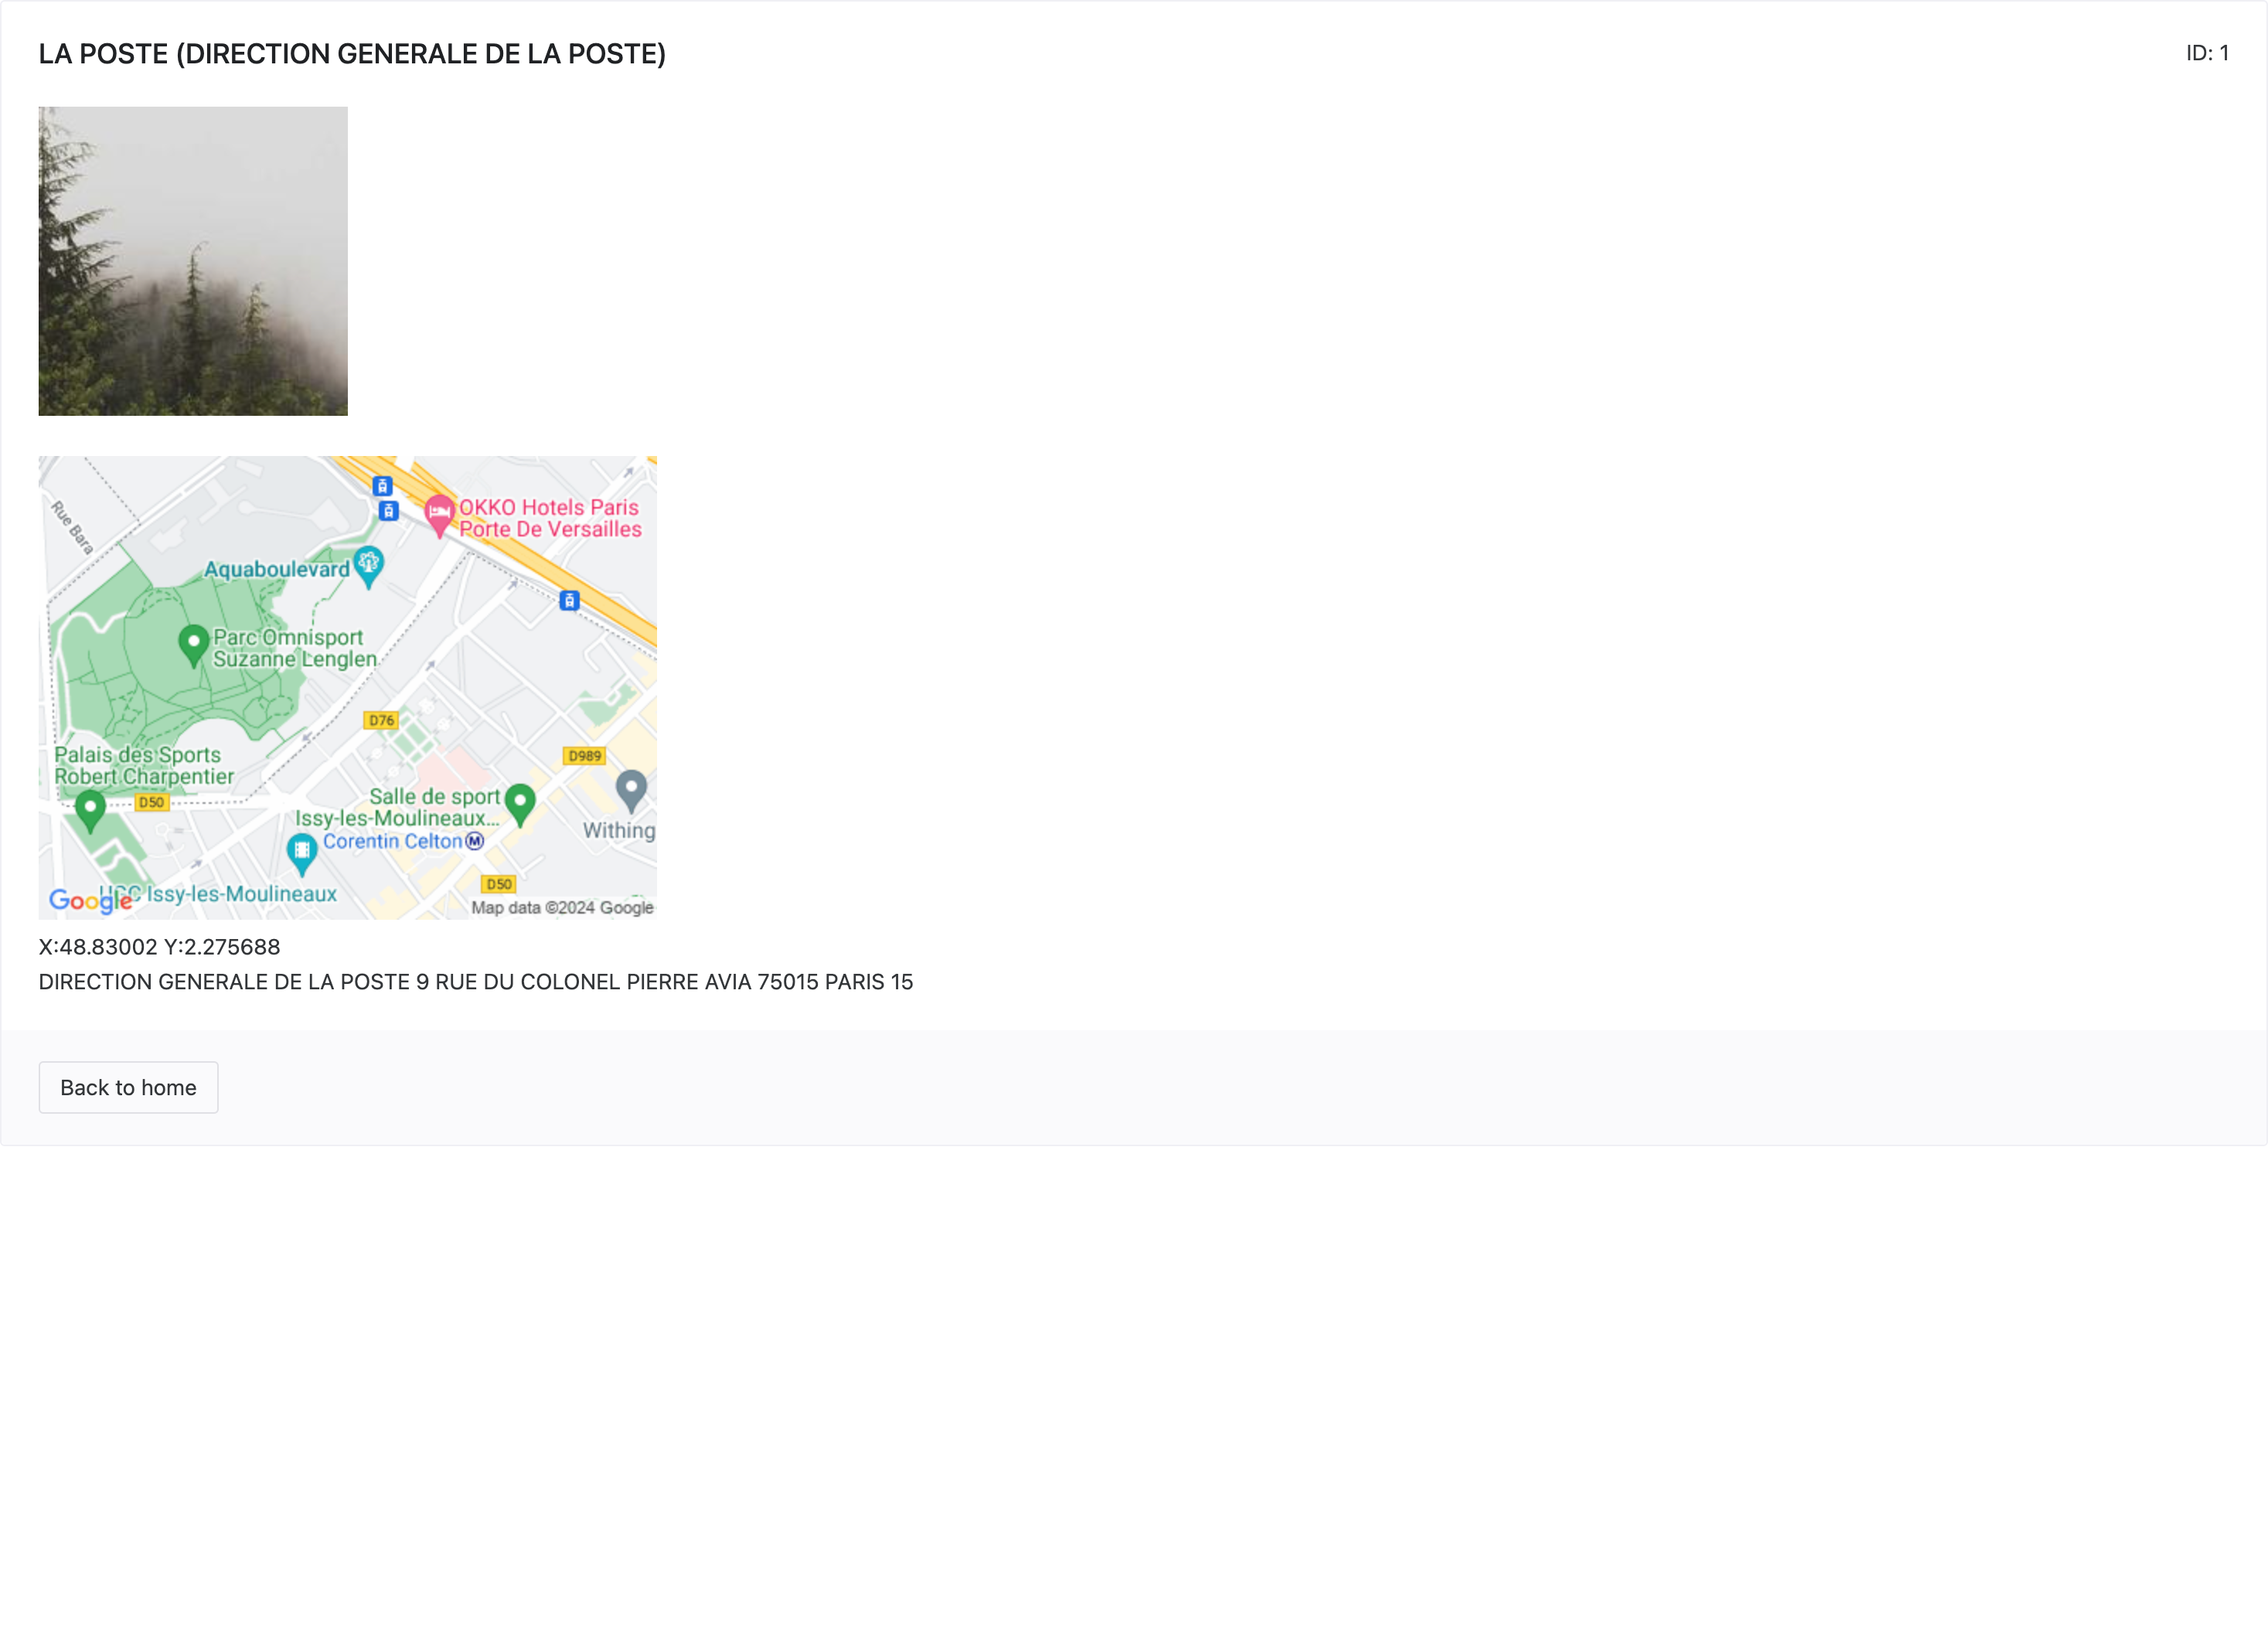 LA POSTE (DIRECTION GENERALE DE LA POSTE)
ID: 1
Rue Bara
OKKO Hotels Paris
Porte De Versailles
Aquaboulevard
Parc Omnisport
Suzanne Lenglen
D76
Palais des Sports
Robert Charpentier
D989
D50
Salle de sport
Issy-les-Moulineaux...
Withing
Corentin Celton M
UGC Issy-les-Moulineaux
D50
Google
Map data ©2024 Google
X:48.83002 Y:2.275688
DIRECTION GENERALE DE LA POSTE 9 RUE DU COLONEL PIERRE AVIA 75015 PARIS 15
Back to home